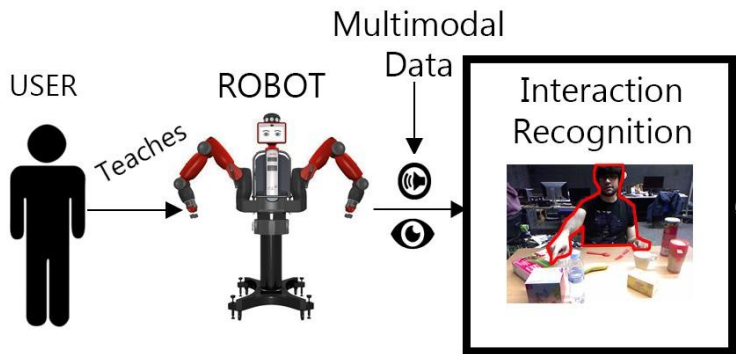 USER
Teaches
ROBOT
Multimodal
Data
Interaction
Recognition